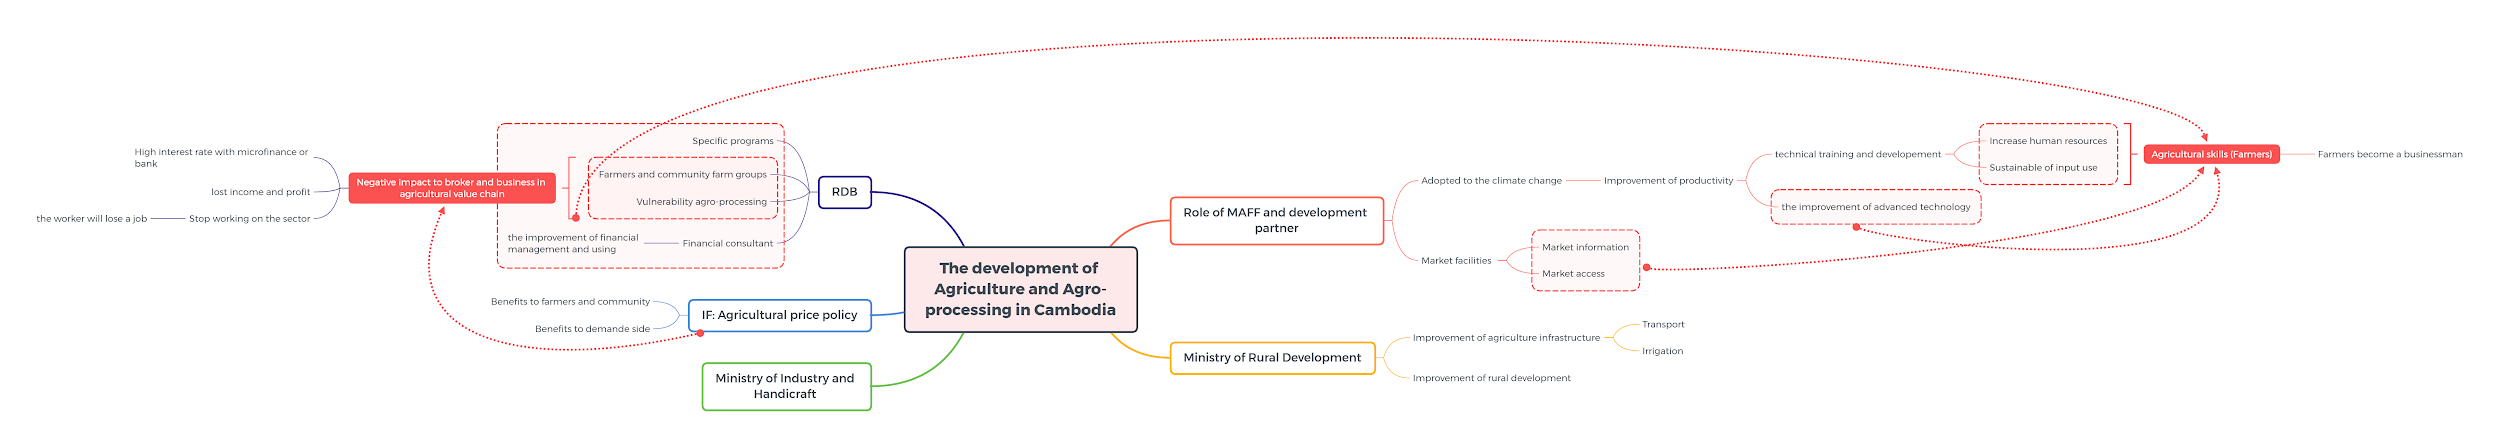 The development of
Agriculture and Agro-
processing in Cambodia
Role of MAFF and development
partner
Adopted to the climate change
Improvement of productivity
technical training and developement
Increase human resources
Sustainable of input use
Agricultural skills (Farmers)
Farmers become a businessman
the improvement of advanced technology
Market facilities
Market information
Market access
Ministry of Rural Development
Improvement of agriculture infrastructure
Transport
Irrigation
Improvement of rural development
RDB
Specific programs
Farmers and community farm groups
Vulnerability agro-processing
Financial consultant
the improvement of financial
management and using
Negative impact to broker and business in
agricultural value chain
High interest rate with microfinance or
bank
lost income and profit
Stop working on the sector
the worker will lose a job
IF: Agricultural price policy
Benefits to farmers and community
Benefits to demande side
Ministry of Industry and
Handicraft